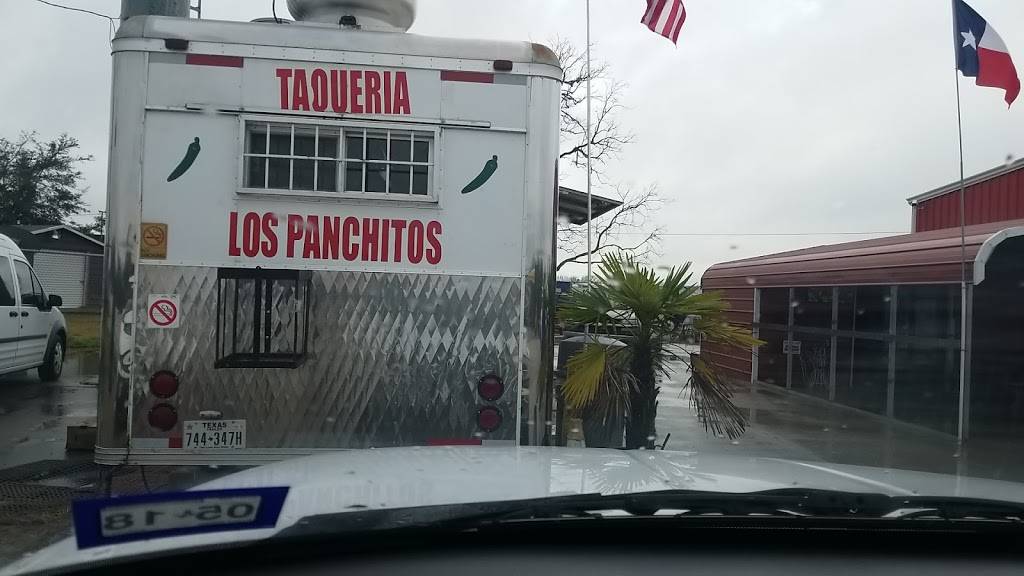 TAQUERIA
LOS PANCHITOS
TEXAS
744*347H
05*18